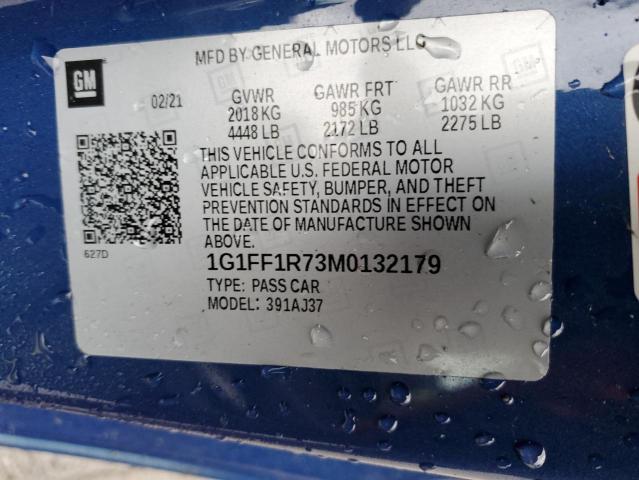 MFD BY GENERAL MOTORS LLC
GM
02/21 GVWR GAWR FRT GAWR RR
2018 KG 985 KG 1032 KG
4448 LB 2172 LB 2275 LB
THIS VEHICLE CONFORMS TO ALL
APPLICABLE U.S. FEDERAL MOTOR
VEHICLE SAFETY, BUMPER, AND THEFT
PREVENTION STANDARDS IN EFFECT ON
THE DATE OF MANUFACTURE SHOWN ABOVE
627D
1G1FF1R73M0132179
TYPE: PASS CAR
MODEL: 391AJ37